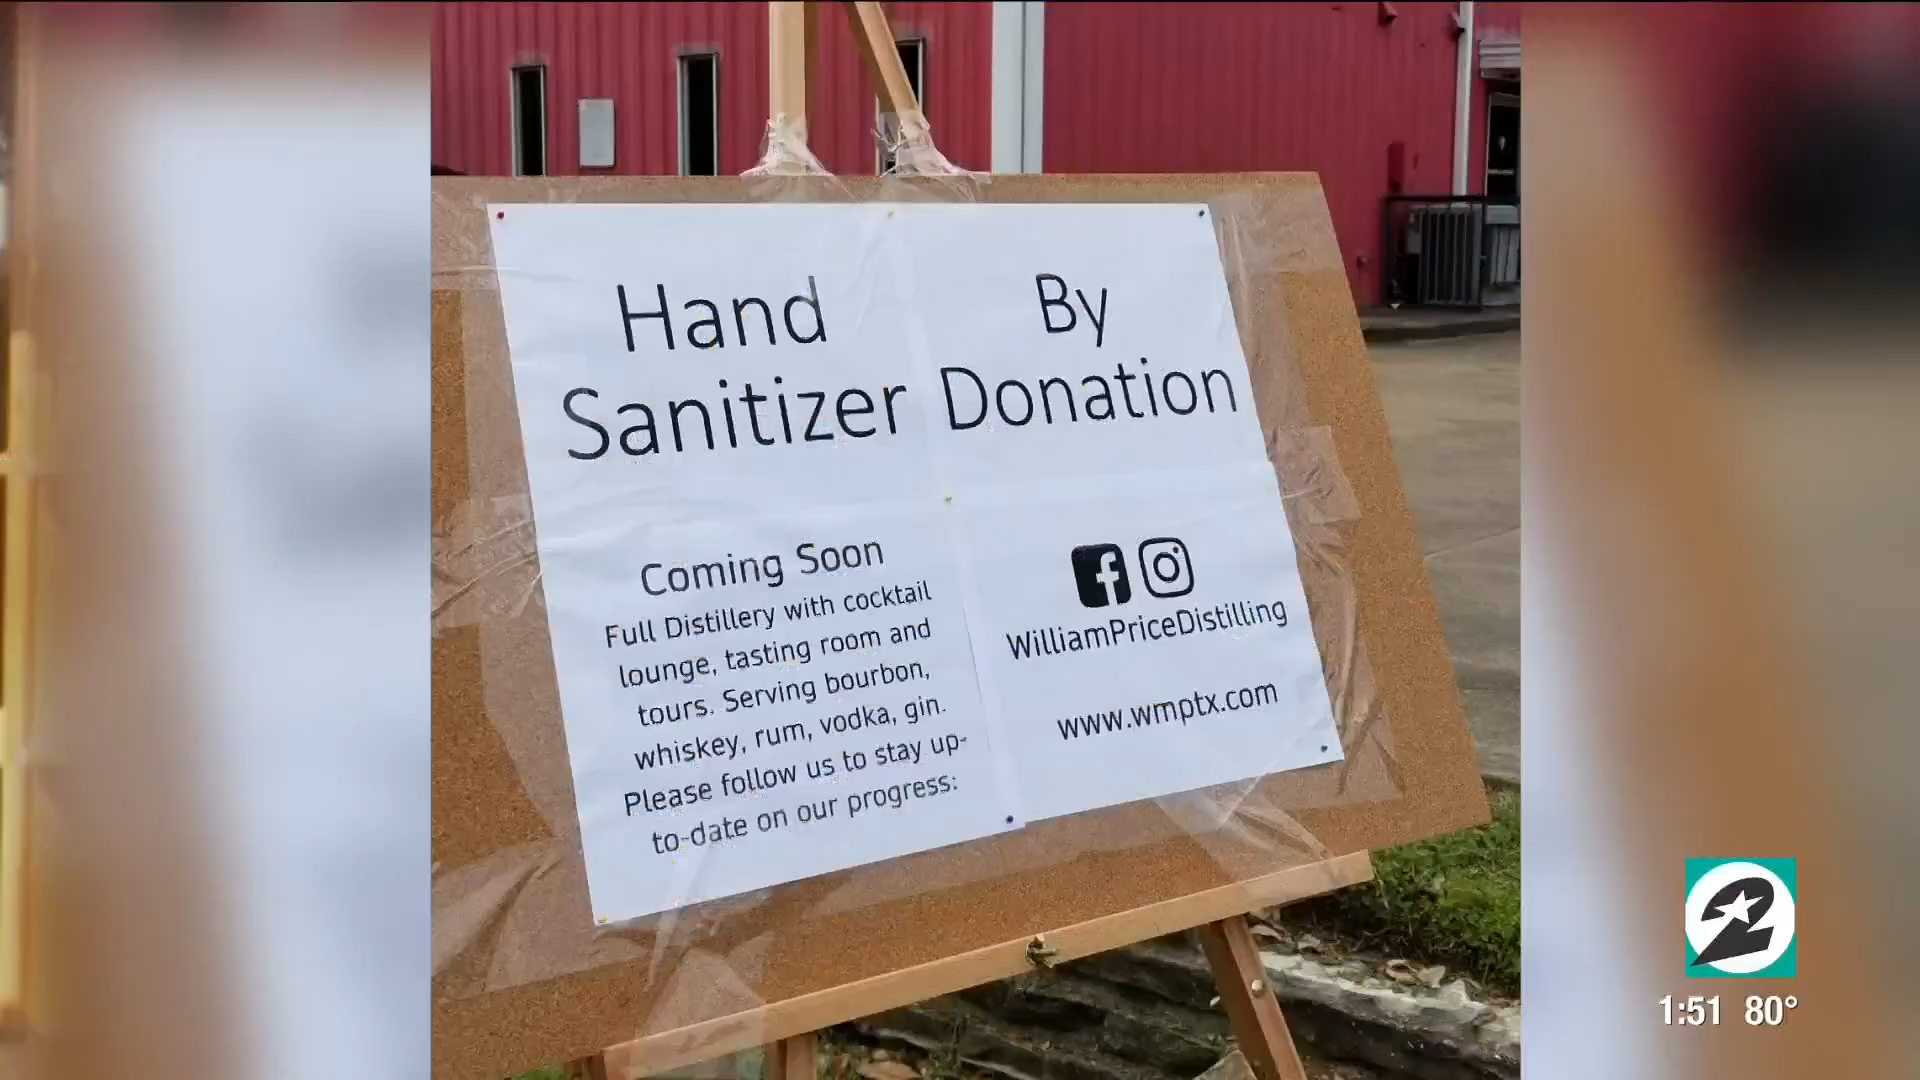 Hand By
Sanitizer Donation
Coming Soon
Full Distillery with cocktail
lounge, tasting room and
tours. Serving bourbon,
whiskey, rum, vodka, gin.
Please follow us to stay up-
to-date on our progress:
WilliamPriceDistilling
www.wmptx.com
2
1:51 80°